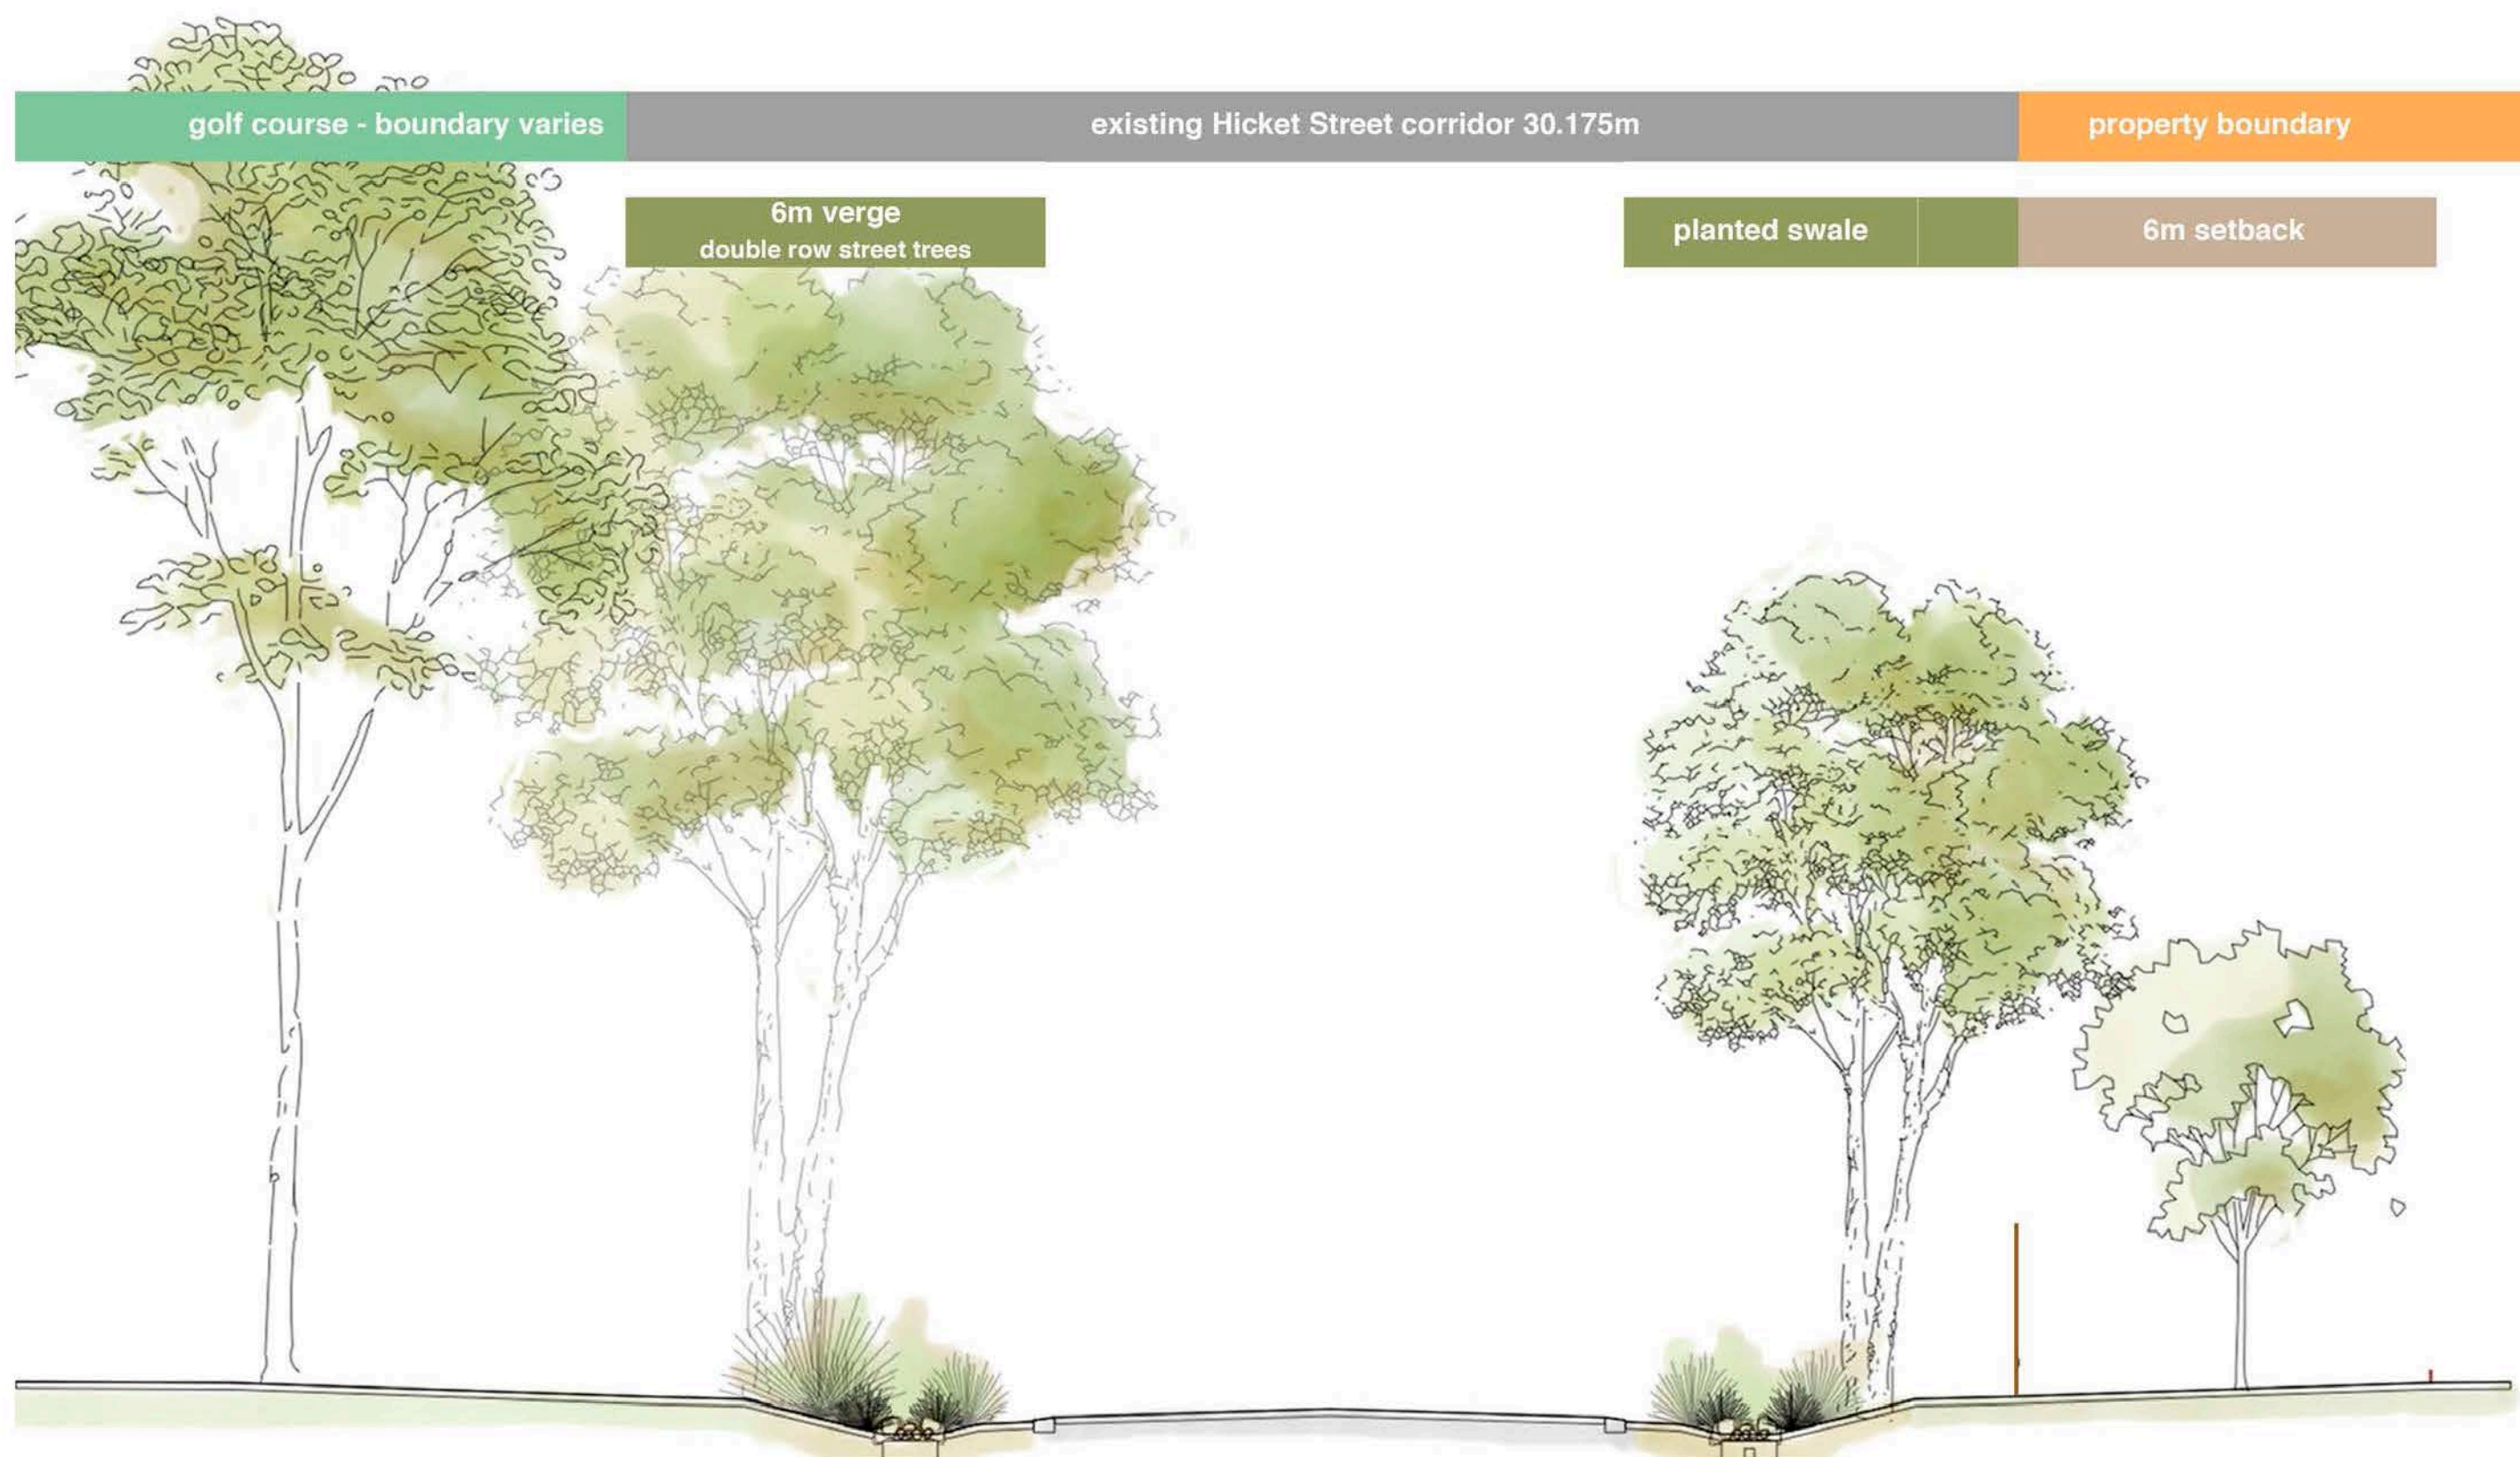 golf course - boundary varies
existing Hicket Street corridor 30.175m
property boundary
6m verge
double row street trees
planted swale
6m setback